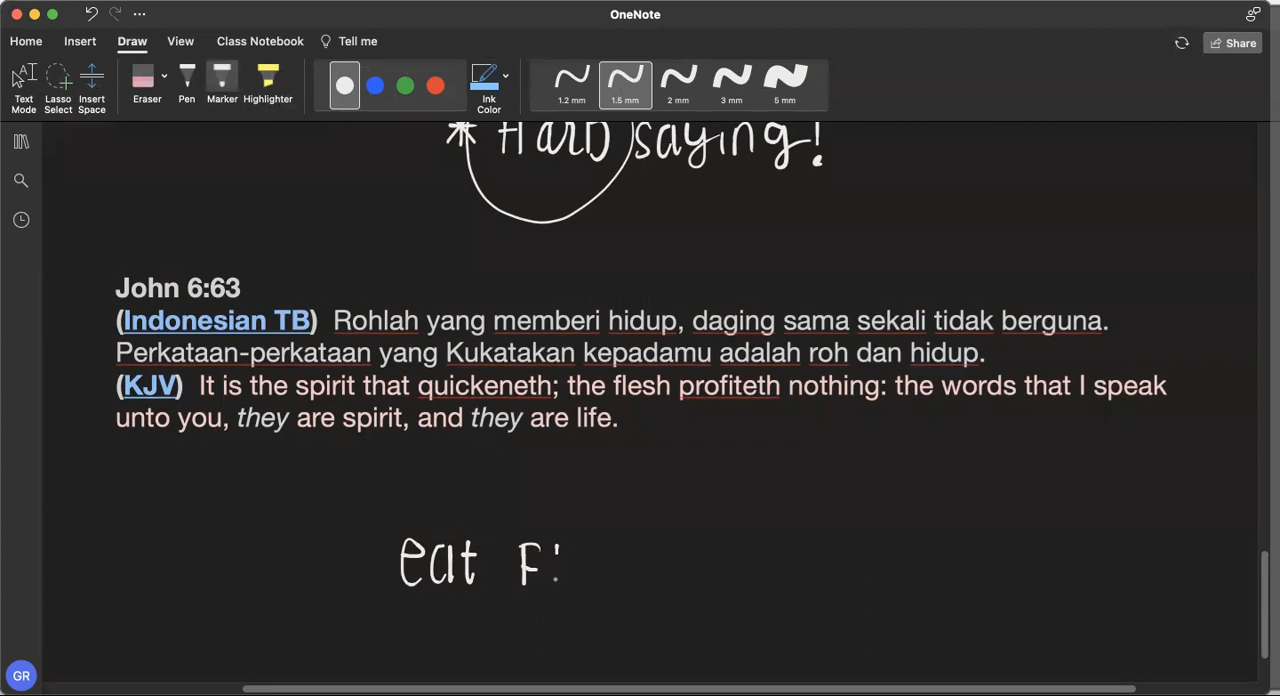 OneNote
Home Insert Draw View Class Notebook Tell me
Share
Text Mode
Lasso Select
Insert Space
Eraser
Pen
Marker
Highlighter
Ink Color
1.2 mm
1.5 mm
2 mm
3 mm
5 mm
* HARD saying!
John 6:63
(Indonesian TB) Rohlah yang memberi hidup, daging sama sekali tidak berguna.
Perkataan-perkataan yang Kukatakan kepadamu adalah roh dan hidup.
(KJV) It is the spirit that quickeneth; the flesh profiteth nothing: the words that I speak
unto you, they are spirit, and they are life.
eat
GR